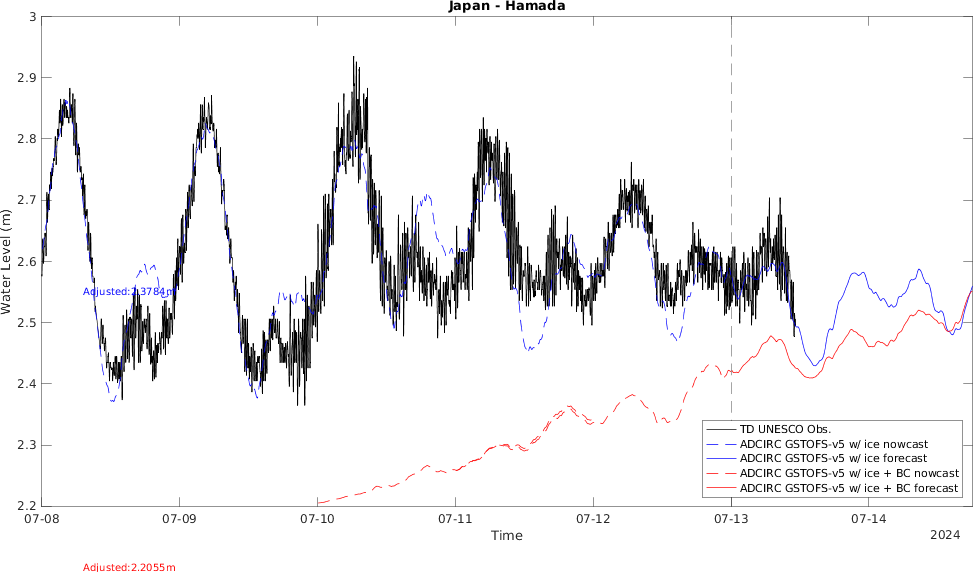 Japan - Hamada
3
2.9
2.8
2.7
2.6
2.5
2.4
2.3
2.2
Water Level (m)
Adjusted:2.3784m
TD UNESCO Obs.
ADCIRC GSTOFS-v5 w/ ice nowcast
ADCIRC GSTOFS-v5 w/ ice forecast
ADCIRC GSTOFS-v5 w/ ice + BC nowcast
ADCIRC GSTOFS-v5 w/ ice + BC forecast
07-08 07-09 07-10 07-11 07-12 07-13 07-14
Time
2024
Adjusted:2.2055m